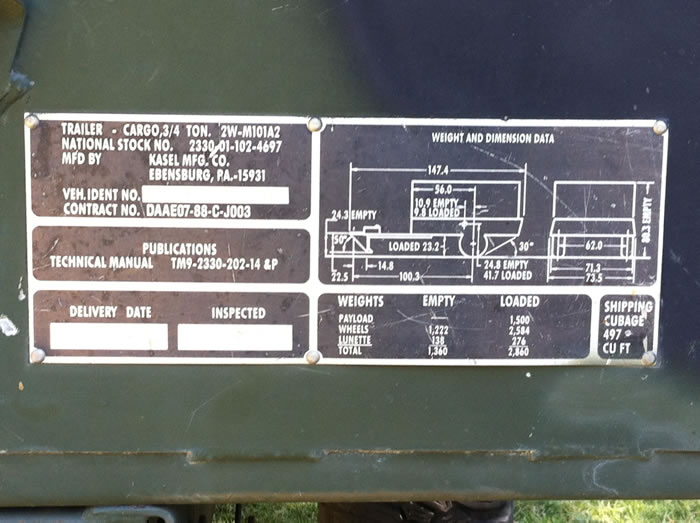 TRAILER - CARGO,3/4 TON. 2W-M101A2
NATIONAL STOCK NO. 2330-01-102-4697
MFD BY KASEL MFG. CO.
EBENSBURG, PA.-15931
VEH.IDENT NO.
CONTRACT NO. DAAE07-88-C-J003
PUBLICATIONS
TECHNICAL MANUAL TM9-2330-202-14 &P
DELIVERY DATE INSPECTED
WEIGHT AND DIMENSION DATA
147.4
56.0
10.9 EMPTY
9.8 LOADED
24.3 EMPTY
80.3 EMPTY
50°
LOADED 23.2
30°
62.0
14.8
24.8 EMPTY
41.7 LOADED
71.3
73.5
22.5
100.3
WEIGHTS EMPTY LOADED
PAYLOAD — 1,500
WHEELS 1,222 2,584
LUNETTE 138 276
TOTAL 1,360 2,860
SHIPPING
CUBAGE
497
CU FT